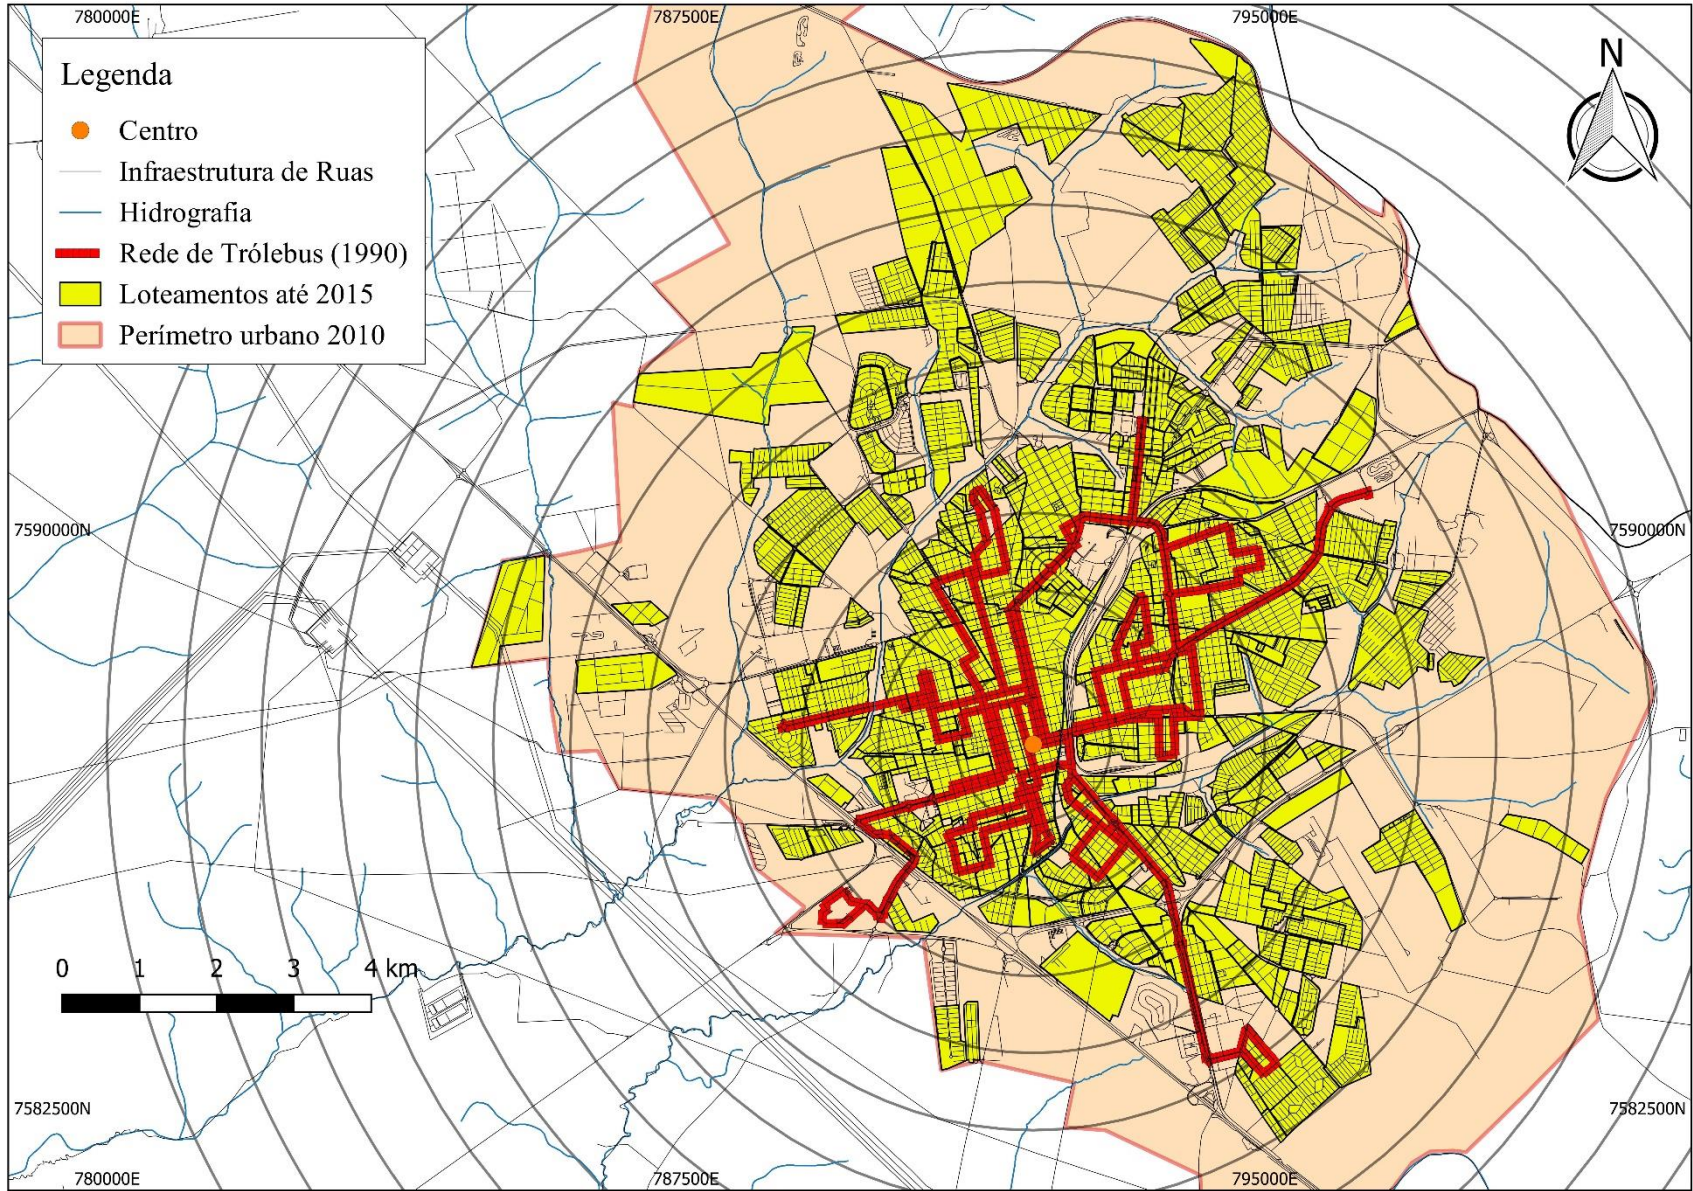 780000E
787500E
795000E
N
Legenda
Centro
Infraestrutura de Ruas
Hidrografia
Rede de Trólebus (1990)
Loteamentos até 2015
Perímetro urbano 2010
7590000N
7590000N
0 1 2 3 4 km
7582500N
7582500N
780000E
787500E
795000E